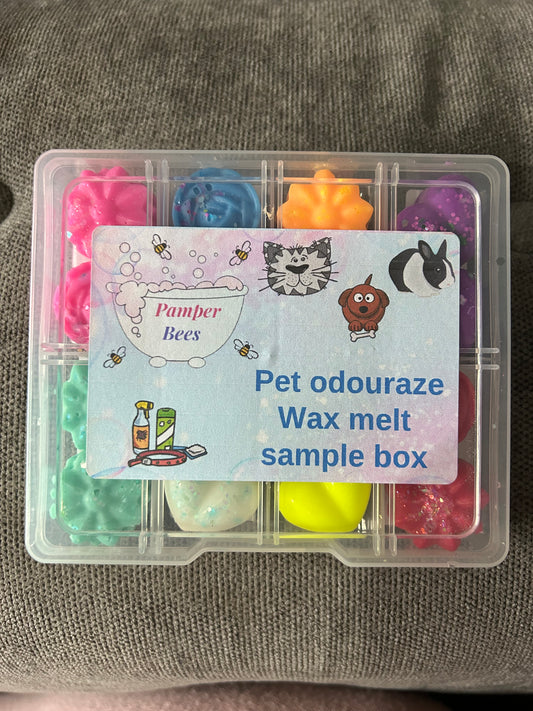 Pamper
Bees
Pet odouraze
Wax melt
sample box